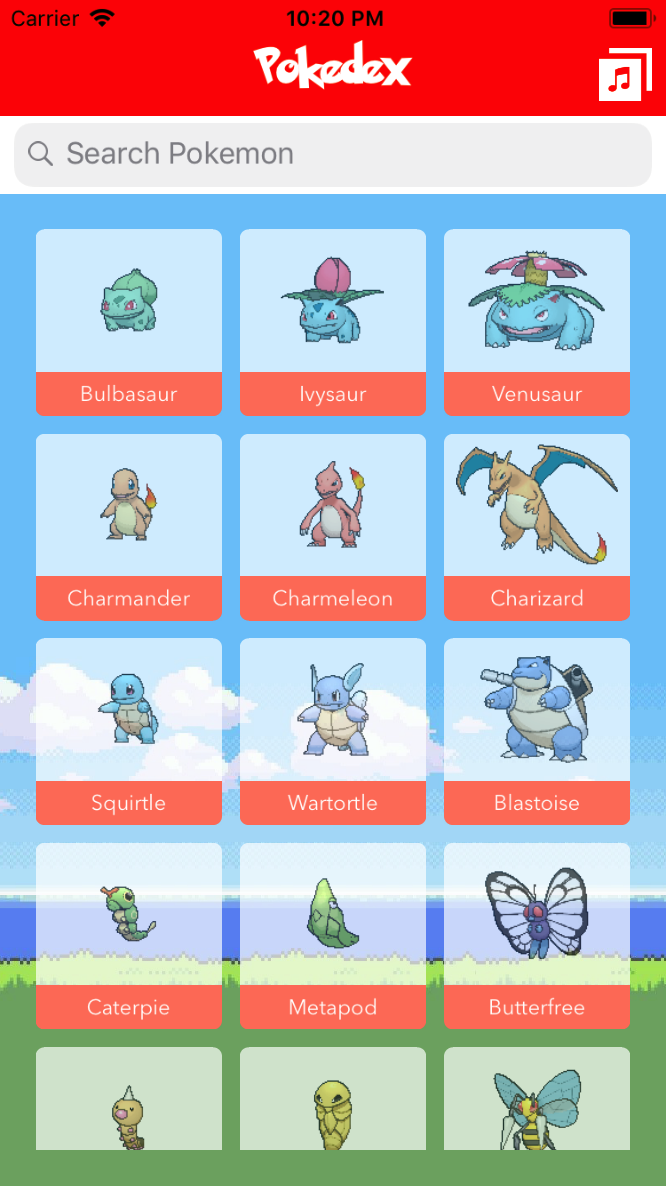 Carrier 10:20 PM
Pokedex
Search Pokemon
Bulbasaur Ivysaur Venusaur
Charmander Charmeleon Charizard
Squirtle Wartortle Blastoise
Caterpie Metapod Butterfree